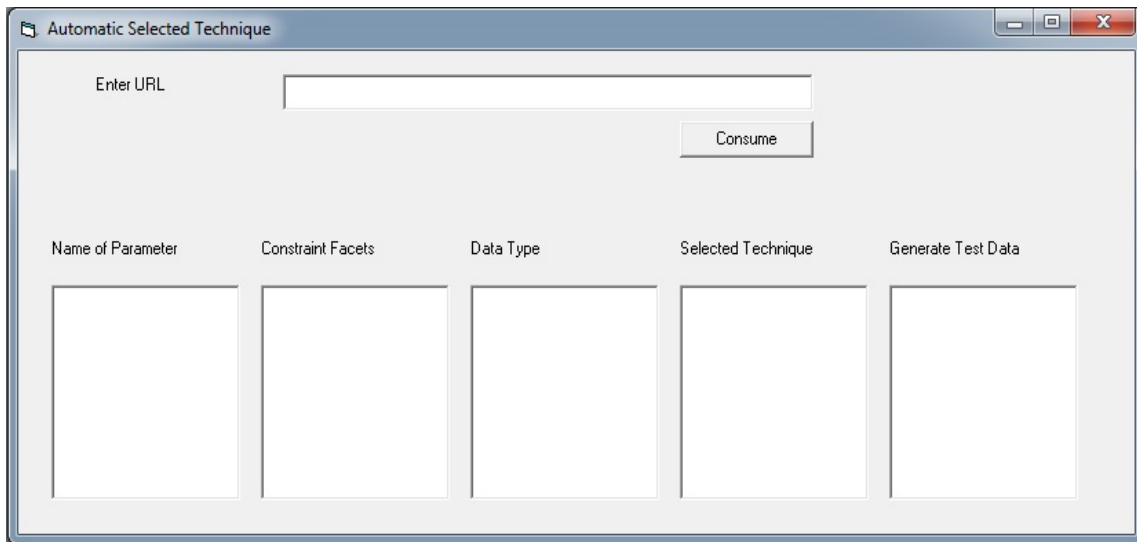 Automatic Selected Technique
Enter URL
Consume
Name of Parameter Constraint Facets Data Type Selected Technique Generate Test Data